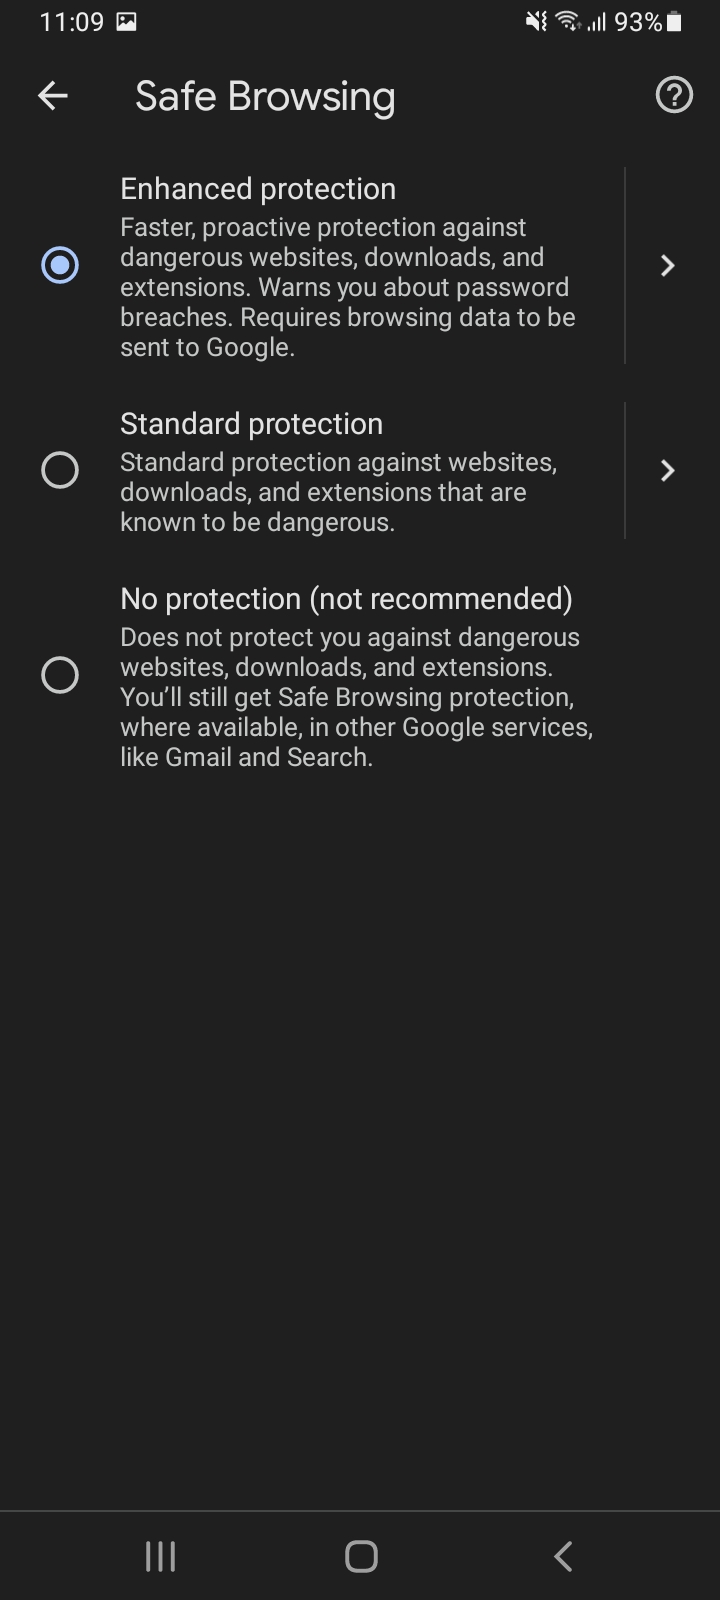 11:09
93%
Safe Browsing
Enhanced protection
Faster, proactive protection against
dangerous websites, downloads, and
extensions. Warns you about password
breaches. Requires browsing data to be
sent to Google.
Standard protection
Standard protection against websites,
downloads, and extensions that are
known to be dangerous.
No protection (not recommended)
Does not protect you against dangerous
websites, downloads, and extensions.
You’ll still get Safe Browsing protection,
where available, in other Google services,
like Gmail and Search.